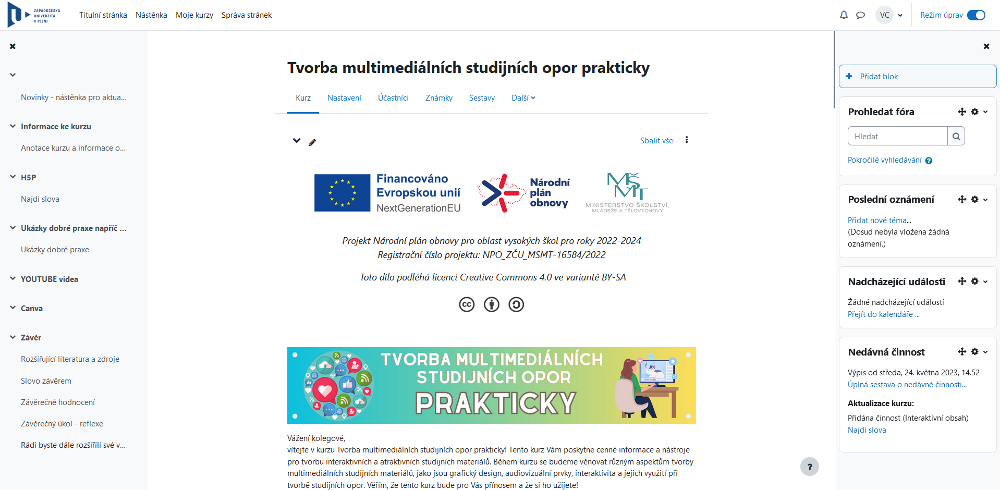 ZÁPADOČESKÁ
UNIVERZITA
V PLZNI
Titulní stránka
Nástěnka
Moje kurzy
Správa stránek
VC
Režim úprav
Novinky - nástěnka pro aktua...
Informace ke kurzu
Anotace kurzu a informace o...
H5P
Najdi slova
Ukázky dobré praxe napříč ...
Ukázky dobré praxe
YOUTUBE videa
Canva
Závěr
Rozšiřující literatura a zdroje
Slovo závěrem
Závěrečné hodnocení
Závěrečný úkol - reflexe
Rádi byste dále rozšířili své v...
Tvorba multimediálních studijních opor prakticky
Kurz
Nastavení
Účastníci
Známky
Sestavy
Další
Sbalit vše
Financováno
Evropskou unií
NextGenerationEU
Národní
plán
obnovy
MŠMT
MINISTERSTVO ŠKOLSTVÍ,
MLÁDEŽE A TĚLOVÝCHOVY
Projekt Národní plán obnovy pro oblast vysokých škol pro roky 2022-2024
Registrační číslo projektu: NPO_ZČU_MSMT-16584/2022
Toto dílo podléhá licenci Creative Commons 4.0 ve variantě BY-SA
cc
TVORBA MULTIMEDIÁLNÍCH
STUDIJNÍCH OPOR
PRAKTICKY
Vážení kolegové,
vítejte v kurzu Tvorba multimediálních studijních opor prakticky! Tento kurz Vám poskytne cenné informace a nástroje
pro tvorbu interaktivních a atraktivních studijních materiálů. Během kurzu se budeme věnovat různým aspektům tvorby
multimediálních studijních materiálů, jako jsou grafický design, audiovizuální prvky, interaktivita a jejich využití při
tvorbě studijních opor. Věřím, že tento kurz bude pro Vás přínosem a že si ho užijete!
?
Přidat blok
Prohledat fóra
Hledat
Pokročilé vyhledávání ?
Poslední oznámení
Přidat nové téma...
(Dosud nebyla vložena žádná
oznámení.)
Nadcházející události
Žádné nadcházející události
Přejít do kalendáře ...
Nedávná činnost
Výpis od středa, 24. května 2023, 14.52
Úplná sestava o nedávné činnosti...
Aktualizace kurzu:
Přidána činnost (Interaktivní obsah)
Najdi slova